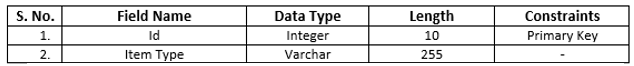 S. No. Field Name Data Type Length Constraints
1. Id Integer 10 Primary Key
2. Item Type Varchar 255 -